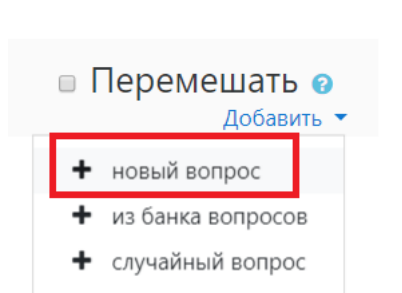 Перемешать ?
Добавить
новый вопрос
из банка вопросов
случайный вопрос